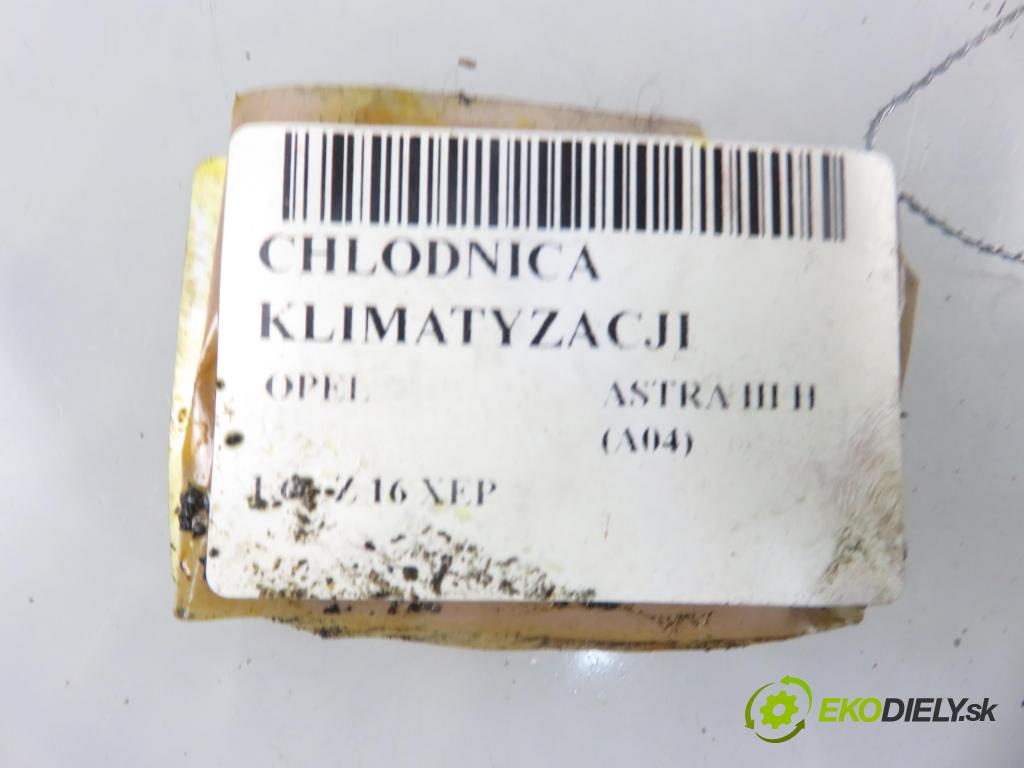 CHLODNICA
KLIMATYZACJI
OPEL ASTRA III H
(A04)
Z 16 XEP
EKODIELY.sk